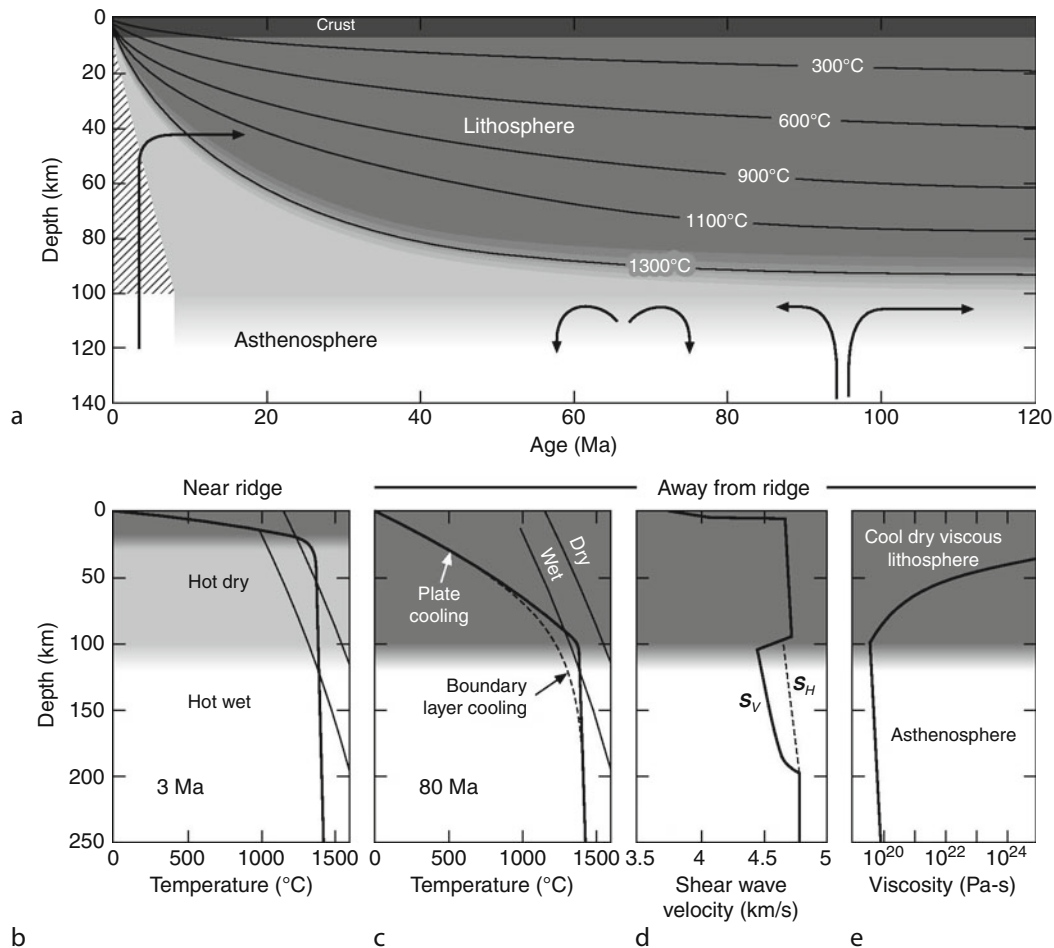 0
20
40
60
80
100
120
140
Depth (km)
Crust
Lithosphere
300°C
600°C
900°C
1100°C
1300°C
Asthenosphere
a
0 20 40 60 80 100 120
Age (Ma)
Near ridge
Away from ridge
0
50
100
150
200
250
Depth (km)
Hot dry
Hot wet
3 Ma
0 500 1000 1500
Temperature (°C)
b
Wet
Dry
Plate
cooling
Boundary
layer cooling
80 Ma
0 500 1000 1500
Temperature (°C)
c
S_V
S_H
3.5 4 4.5 5
Shear wave
velocity (km/s)
d
Cool dry viscous
lithosphere
Asthenosphere
10^20 10^22 10^24
Viscosity (Pa-s)
e